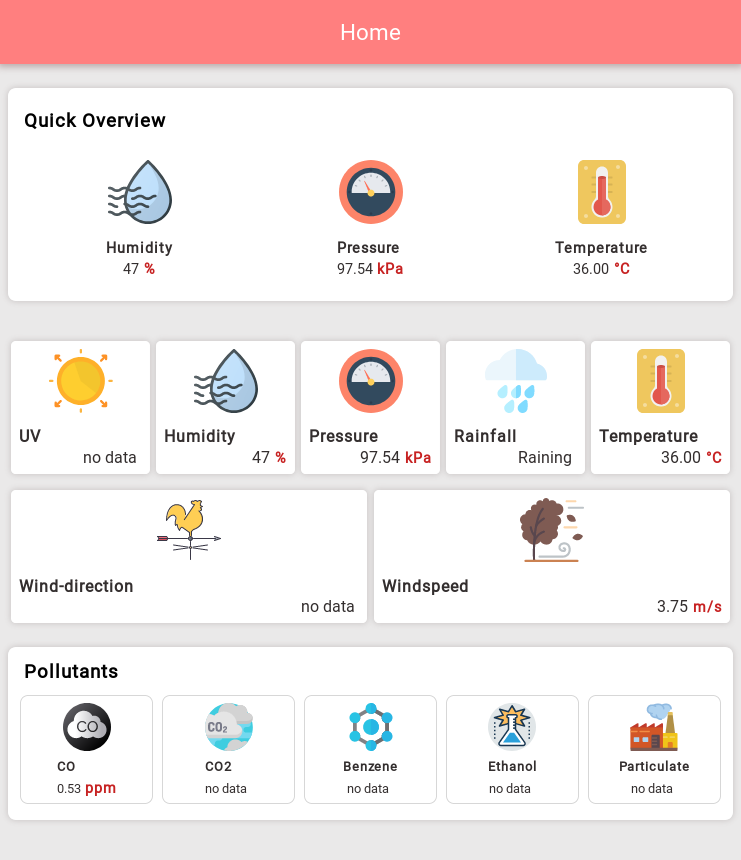 Home
Quick Overview
Humidity Pressure Temperature
47 % 97.54 kPa 36.00 °C
UV Humidity Pressure Rainfall Temperature
no data 47 % 97.54 kPa Raining 36.00 °C
Wind-direction Windspeed
no data 3.75 m/s
Pollutants
CO CO₂
CO CO2 Benzene Ethanol Particulate
0.53 ppm no data no data no data no data